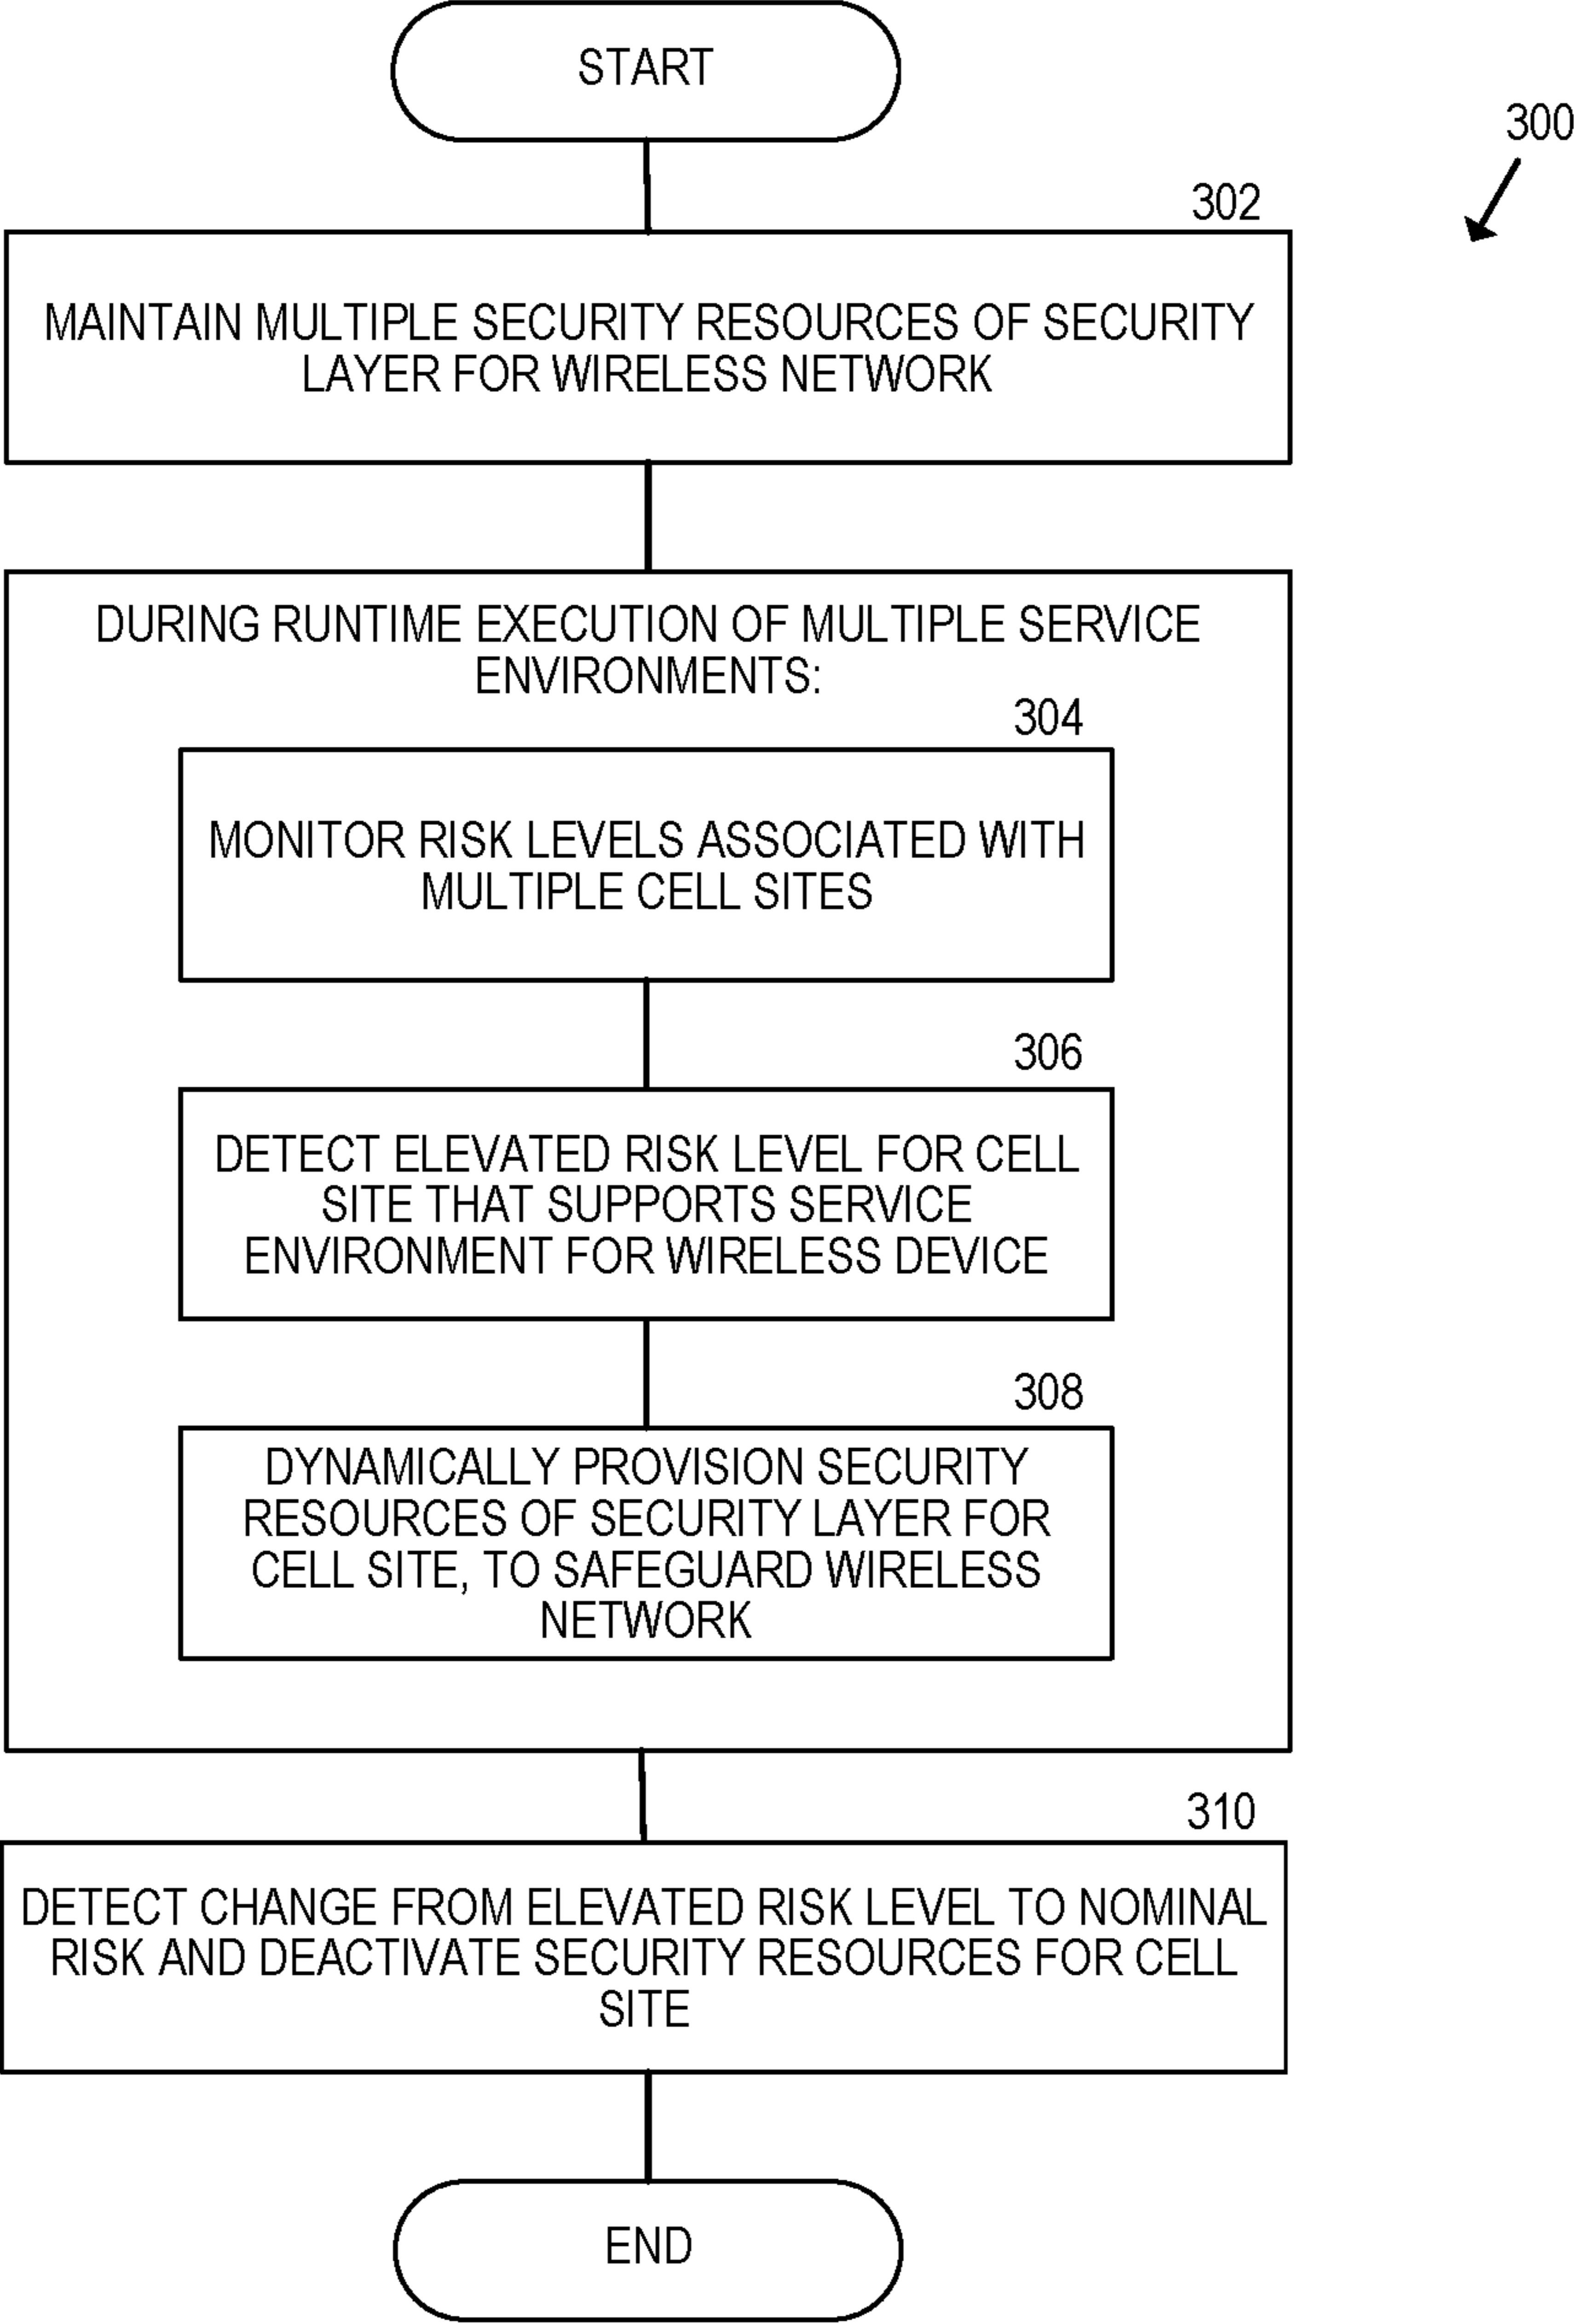 START
300
302
MAINTAIN MULTIPLE SECURITY RESOURCES OF SECURITY
LAYER FOR WIRELESS NETWORK
DURING RUNTIME EXECUTION OF MULTIPLE SERVICE
ENVIRONMENTS:
304
MONITOR RISK LEVELS ASSOCIATED WITH
MULTIPLE CELL SITES
306
DETECT ELEVATED RISK LEVEL FOR CELL
SITE THAT SUPPORTS SERVICE
ENVIRONMENT FOR WIRELESS DEVICE
308
DYNAMICALLY PROVISION SECURITY
RESOURCES OF SECURITY LAYER FOR
CELL SITE, TO SAFEGUARD WIRELESS
NETWORK
310
DETECT CHANGE FROM ELEVATED RISK LEVEL TO NOMINAL
RISK AND DEACTIVATE SECURITY RESOURCES FOR CELL
SITE
END